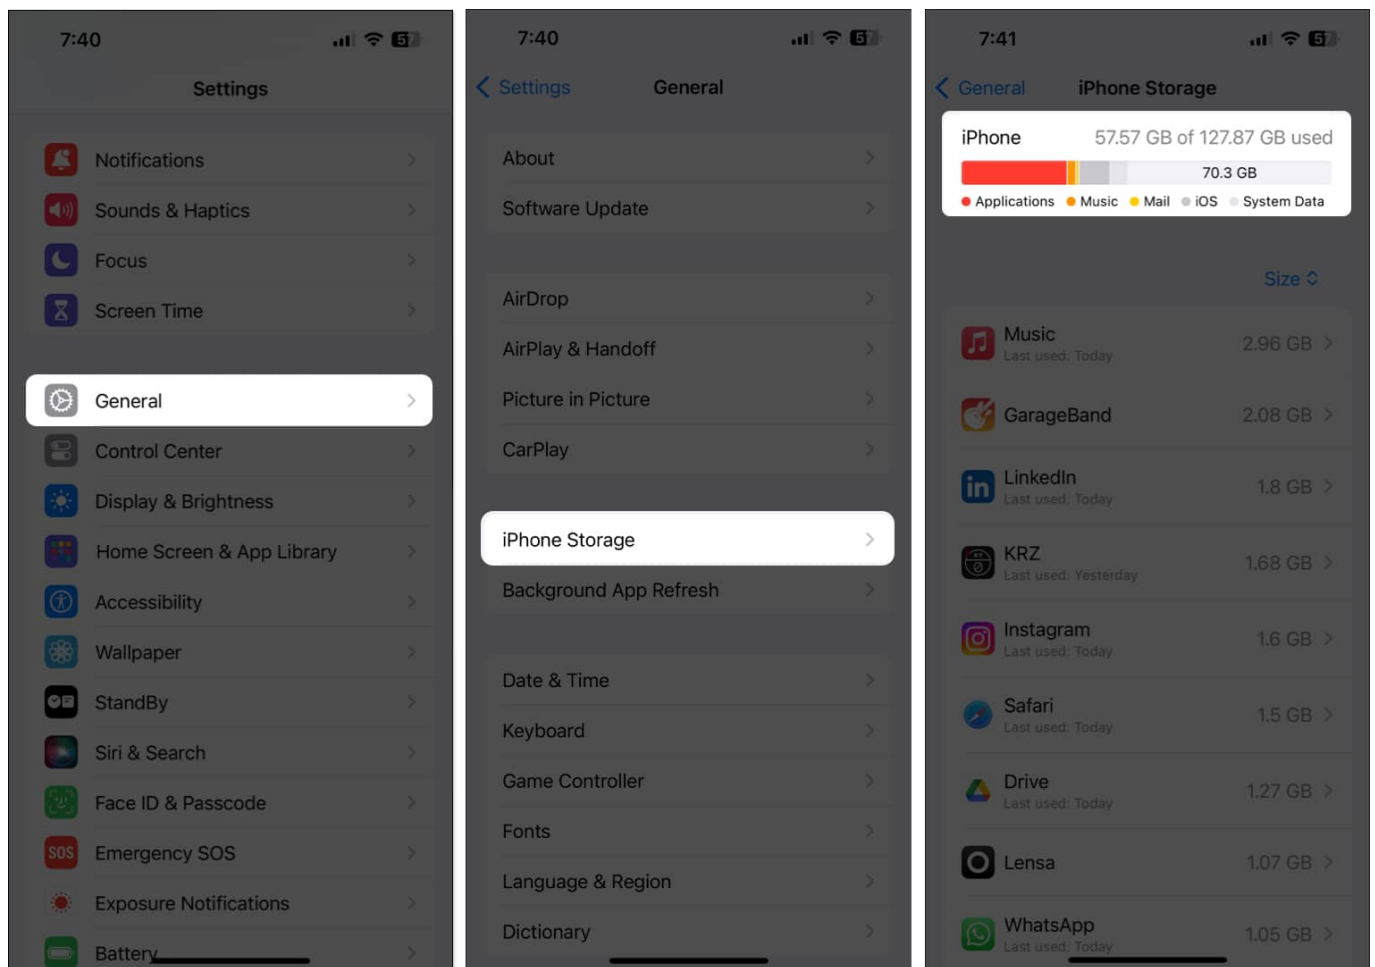 7:40
57
Settings
Notifications
Sounds & Haptics
Focus
Screen Time
General
Control Center
Display & Brightness
Home Screen & App Library
Accessibility
Wallpaper
StandBy
Siri & Search
Face ID & Passcode
SOS
Emergency SOS
Exposure Notifications
Battery
7:40
57
Settings
General
About
Software Update
AirDrop
AirPlay & Handoff
Picture in Picture
CarPlay
iPhone Storage
Background App Refresh
Date & Time
Keyboard
Game Controller
Fonts
Language & Region
Dictionary
7:41
57
General
iPhone Storage
iPhone 57.57 GB of 127.87 GB used
70.3 GB
Applications Music Mail iOS System Data
Size
Music
Last used: Today
2.96 GB
GarageBand
2.08 GB
in
LinkedIn
Last used: Today
1.8 GB
KRZ
Last used: Yesterday
1.68 GB
Instagram
Last used: Today
1.6 GB
Safari
Last used: Today
1.5 GB
Drive
Last used: Today
1.27 GB
Lensa
1.07 GB
WhatsApp
Last used: Today
1.05 GB